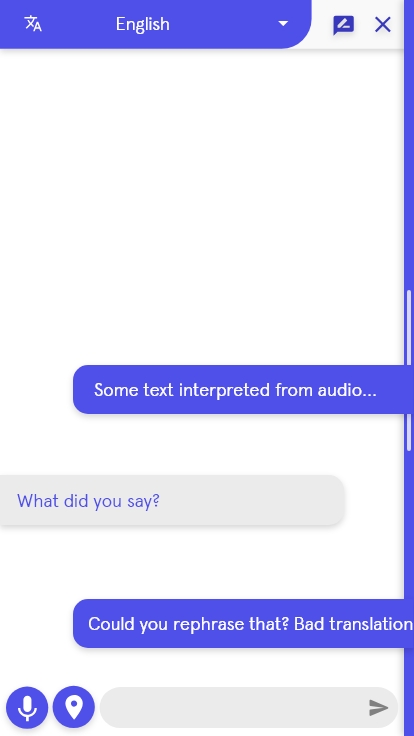 English
Some text interpreted from audio...
What did you say?
Could you rephrase that? Bad translation